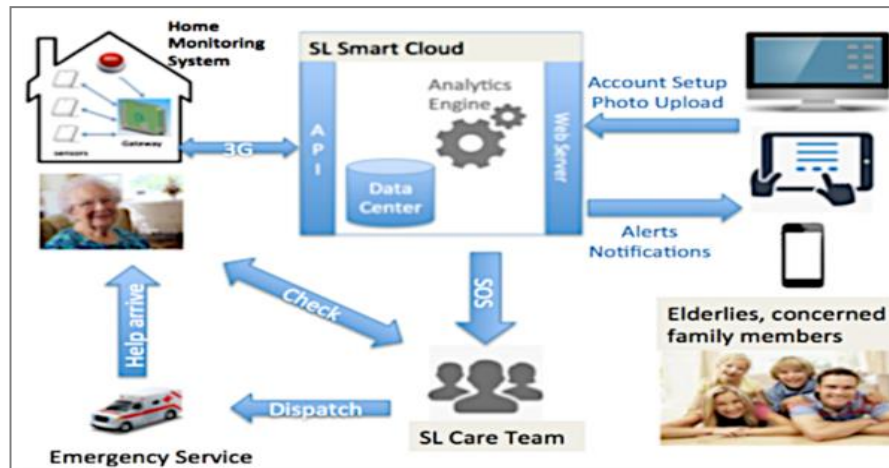 Home
Monitoring
System
sensors
Gateway
3G
SL Smart Cloud
API
Analytics
Engine
Data
Center
Web Server
Account Setup
Photo Upload
Alerts
Notifications
Elderlies, concerned
family members
SOS
Check
Help arrive
Dispatch
SL Care Team
Emergency Service